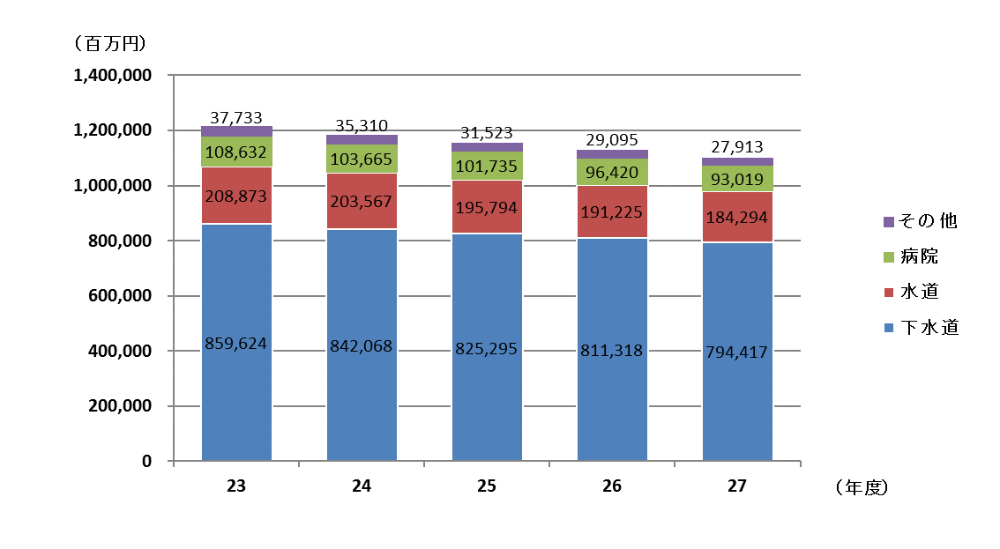 （百万円）
1,400,000
1,200,000
1,000,000
800,000
600,000
400,000
200,000
0
37,733 35,310 31,523 29,095 27,913
108,632 103,665 101,735 96,420 93,019
208,873 203,567 195,794 191,225 184,294
859,624 842,068 825,295 811,318 794,417
23 24 25 26 27
（年度）
その他
病院
水道
下水道